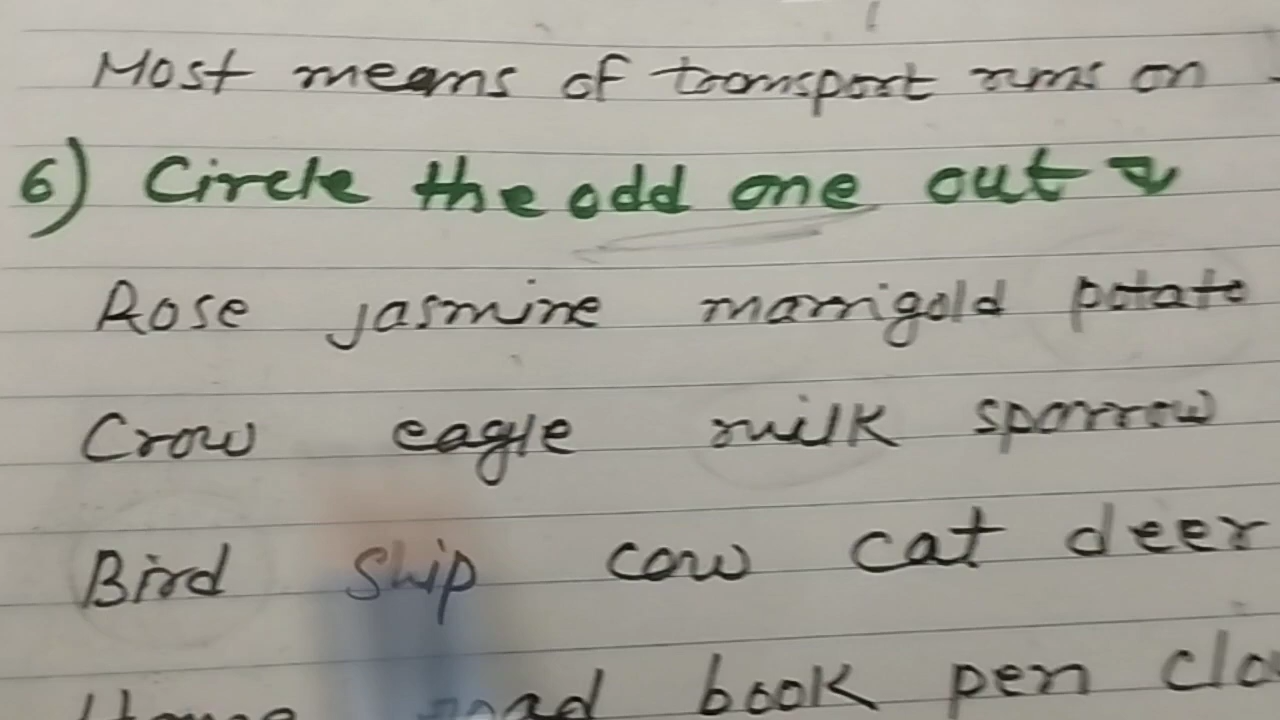 Most means of transport runs on
6) Circle the odd one out
Rose jasmine marrigold potato
Crow eagle milk sparrow
Bird Ship cow cat deer
book pen